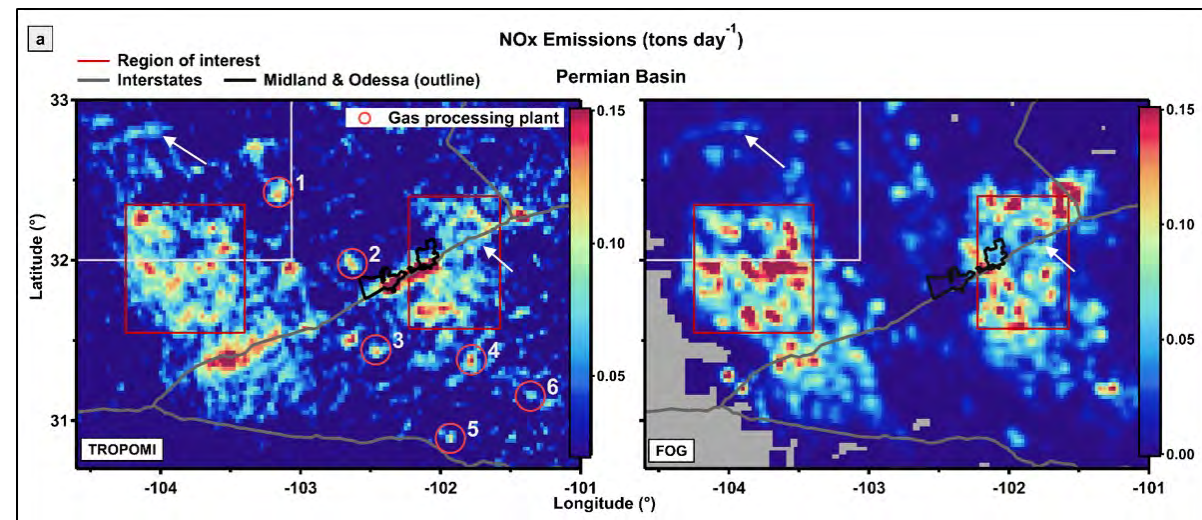 a
NOx Emissions (tons day⁻¹)
Region of interest
Interstates
Midland & Odessa (outline)
Permian Basin
Gas processing plant
Latitude (°)
33
32
31
1
2
3
4
5
6
TROPOMI
0.15
0.10
0.05
-104
-103
-102
-101
FOG
0.15
0.10
0.05
0.00
-104
-103
-102
-101
Longitude (°)